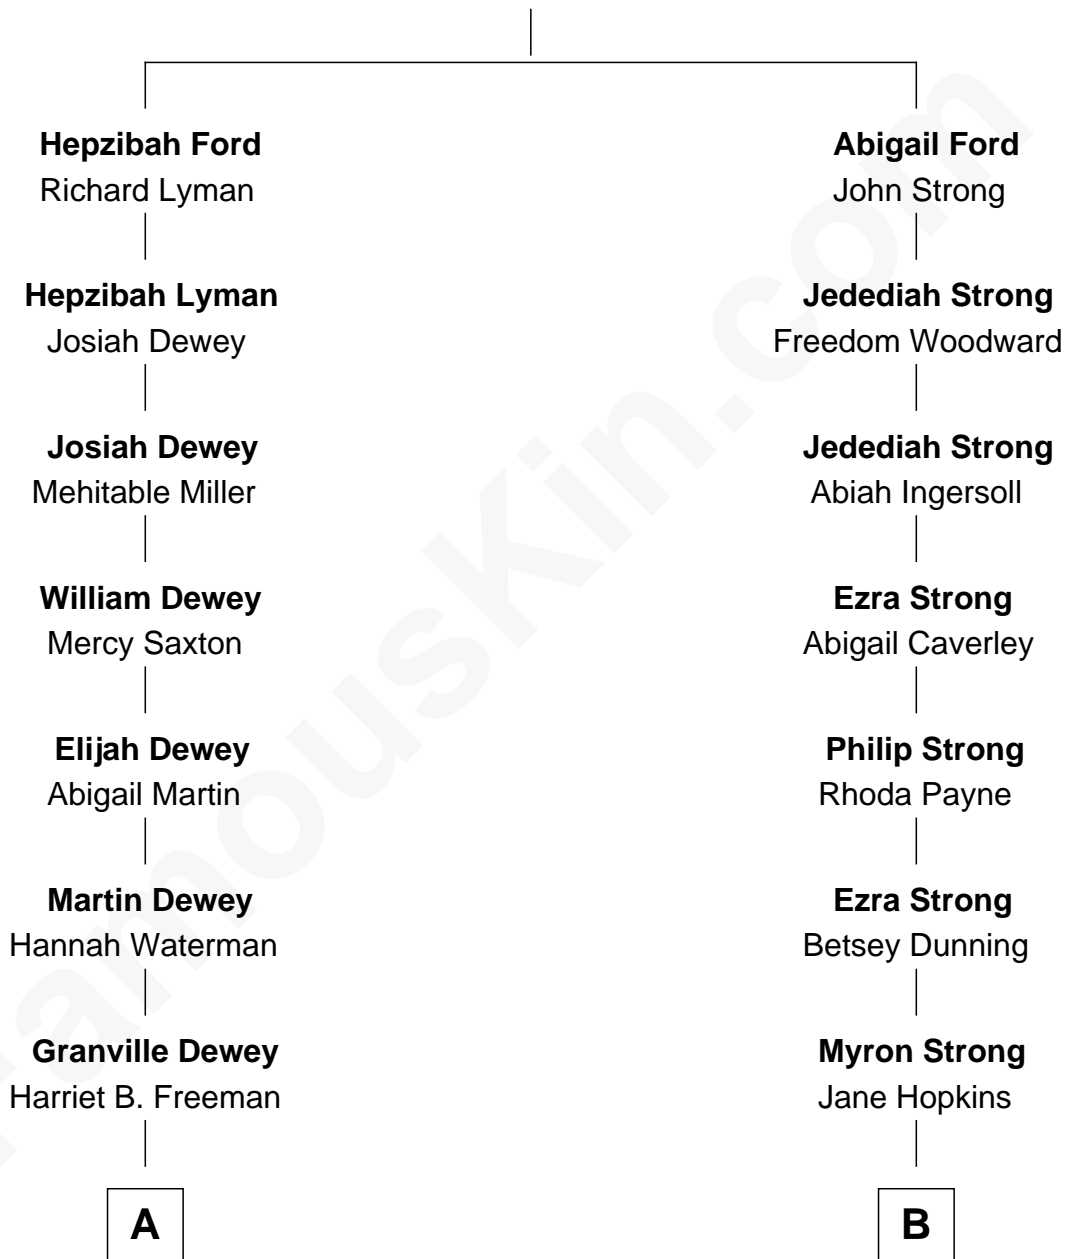 Hepzibah Ford
Richard Lyman
Abigail Ford
John Strong
Hepzibah Lyman
Josiah Dewey
Jedediah Strong
Freedom Woodward
Josiah Dewey
Mehitable Miller
Jedediah Strong
Abiah Ingersoll
William Dewey
Mercy Saxton
Ezra Strong
Abigail Caverley
Elijah Dewey
Abigail Martin
Philip Strong
Rhoda Payne
Martin Dewey
Hannah Waterman
Ezra Strong
Betsey Dunning
Granville Dewey
Harriet B. Freeman
Myron Strong
Jane Hopkins
A
B
FamousKin.com